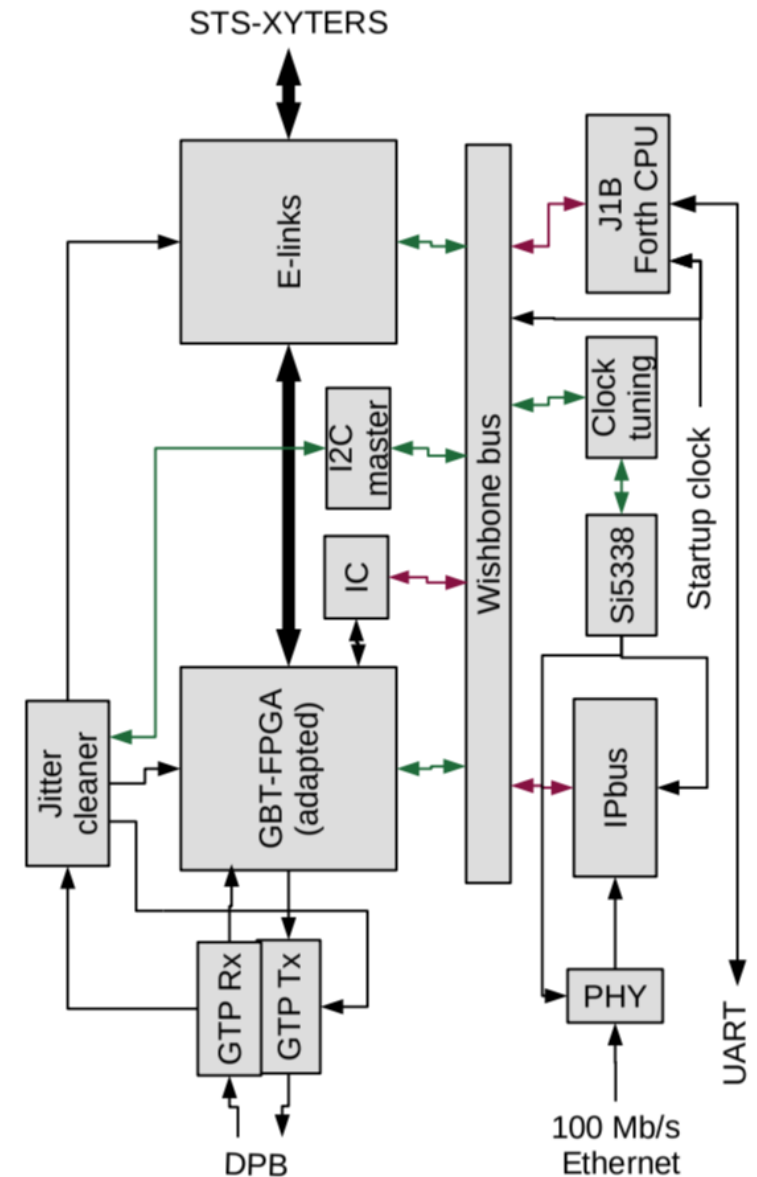 STS-XYTERS
E-links
J1B
Forth CPU
I2C
master
Clock
tuning
Wishbone bus
Startup clock
IC
Si5338
Jitter
cleaner
GBT-FPGA
(adapted)
IPbus
GTP Rx
GTP Tx
PHY
UART
DPB
100 Mb/s
Ethernet